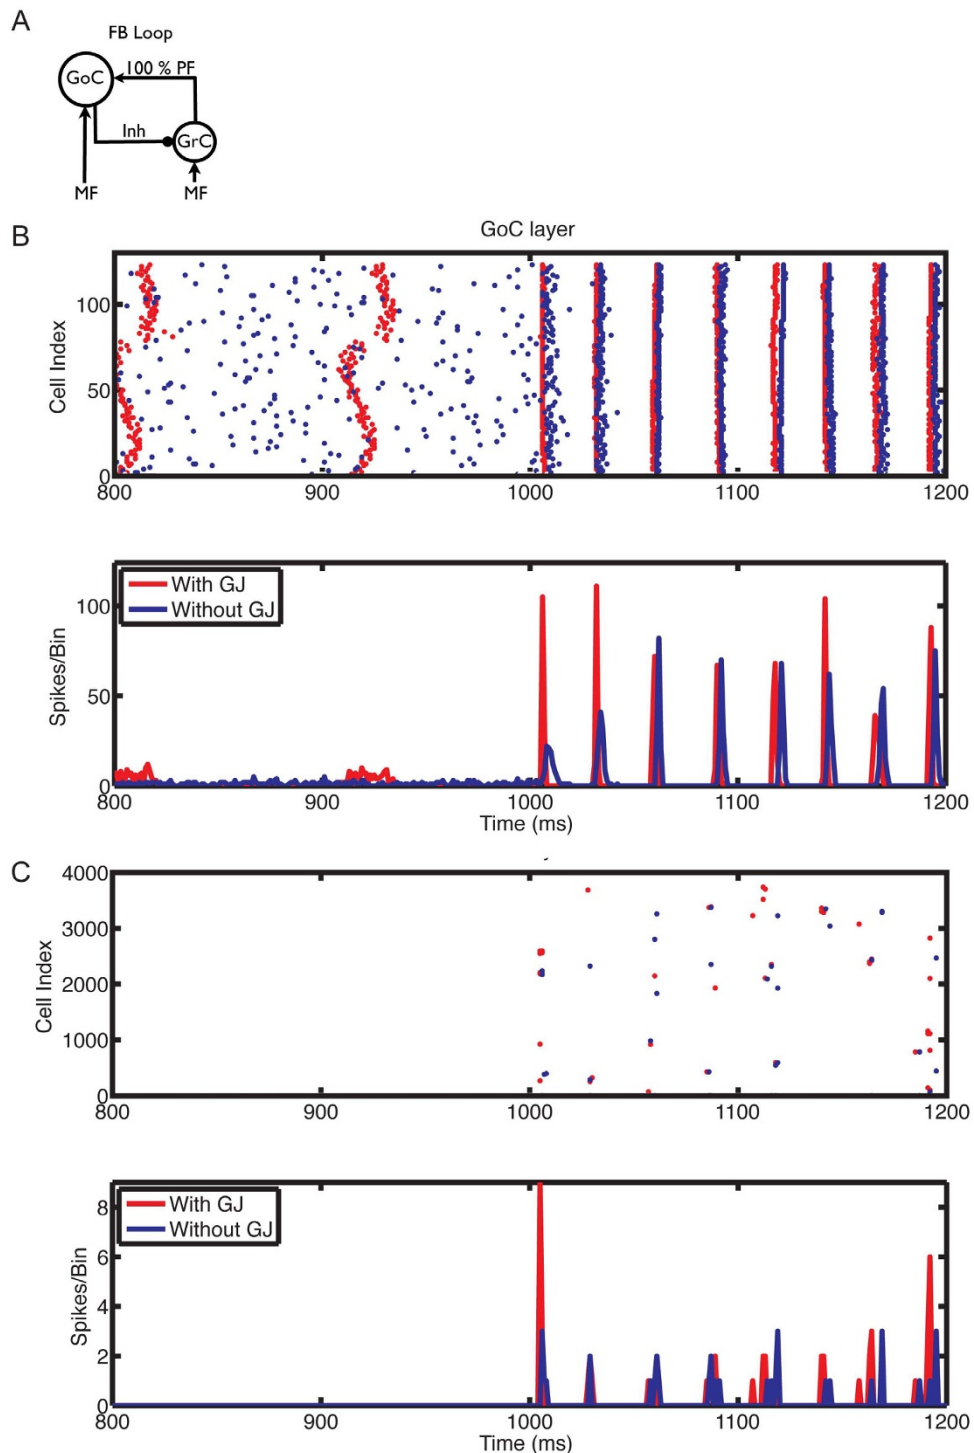 A
FB Loop
GoC
100 % PF
Inh
GrC
MF
MF
B
GoC layer
Cell Index
100
50
0
800
900
1000
1100
1200
With GJ
Without GJ
Spikes/Bin
100
50
0
800
900
1000
1100
1200
Time (ms)
C
Cell Index
4000
3000
2000
1000
0
800
900
1000
1100
1200
With GJ
Without GJ
Spikes/Bin
8
6
4
2
0
800
900
1000
1100
1200
Time (ms)